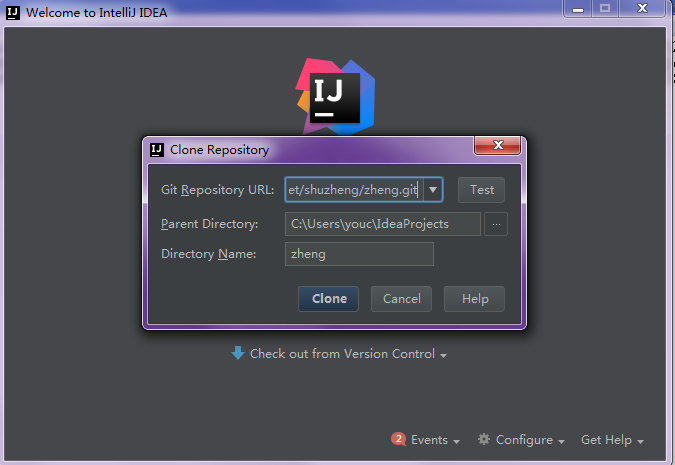 Welcome to IntelliJ IDEA
IJ
Clone Repository
Git Repository URL: et/shuzheng/zheng.git Test
Parent Directory: C:\Users\youc\IdeaProjects ...
Directory Name: zheng
Clone Cancel Help
Check out from Version Control
2 Events Configure Get Help